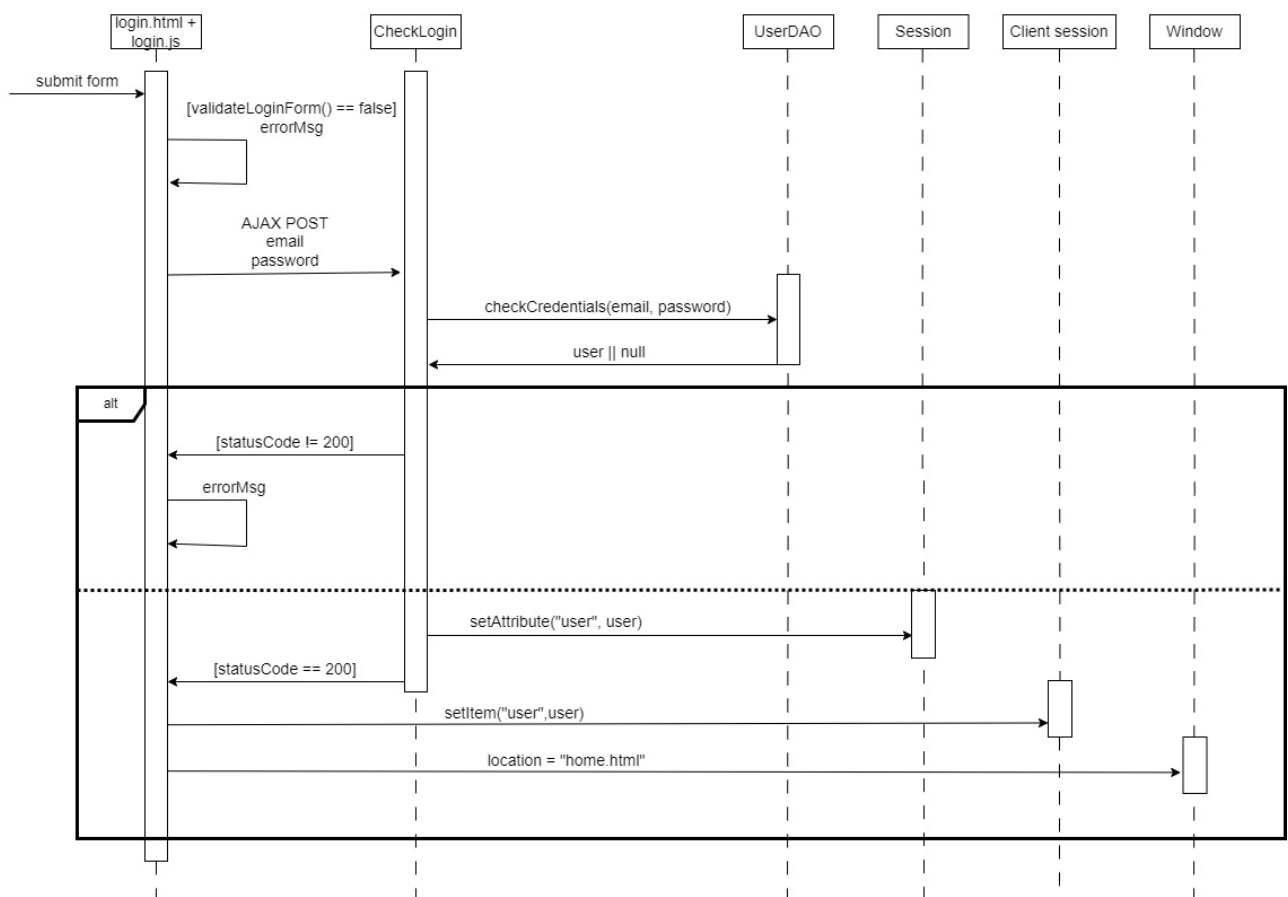 login.html +
login.js
CheckLogin
UserDAO
Session
Client session
Window
submit form
[validateLoginForm() == false]
errorMsg
AJAX POST
email
password
checkCredentials(email, password)
user || null
alt
[statusCode != 200]
errorMsg
setAttribute("user", user)
[statusCode == 200]
setItem("user",user)
location = "home.html"